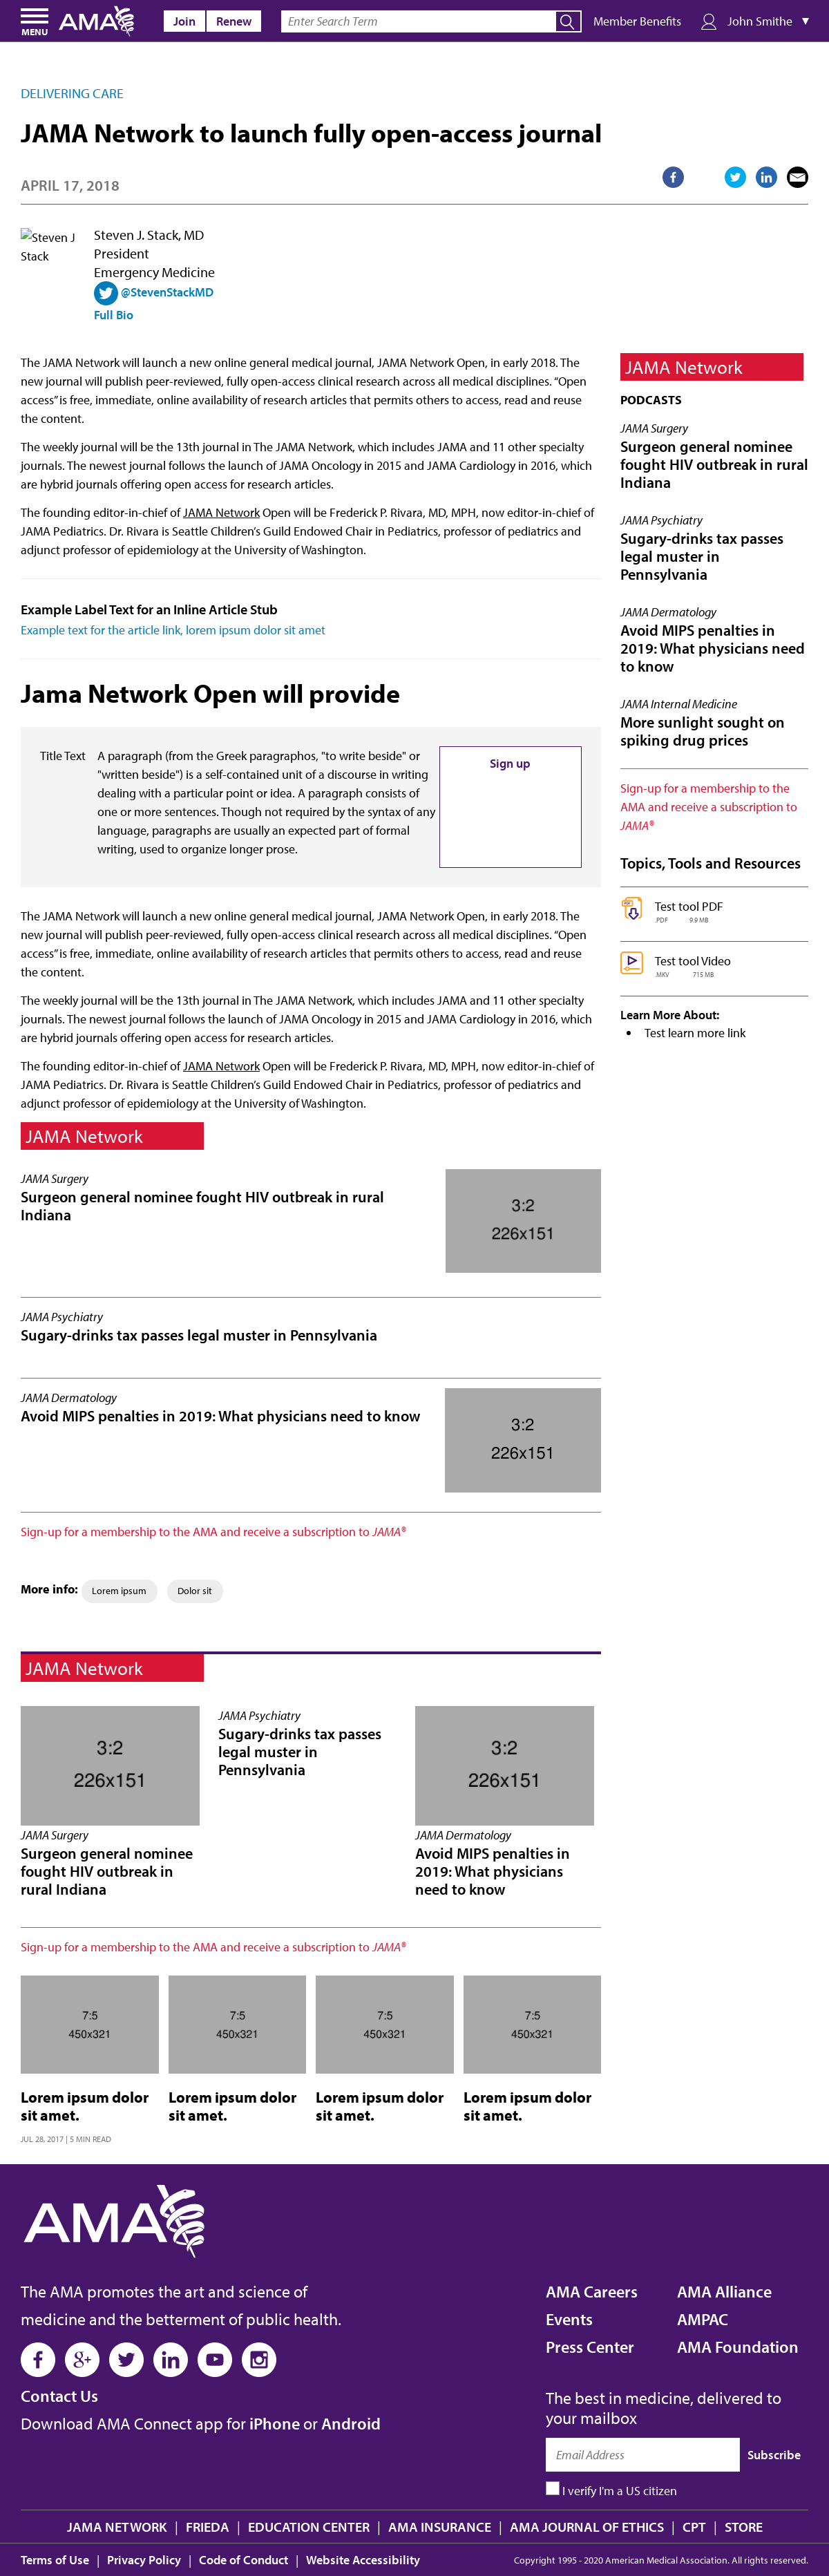 MENU
AMA
Join
Renew
Enter Search Term
Member Benefits
John Smithe ▼
DELIVERING CARE
JAMA Network to launch fully open-access journal
APRIL 17, 2018
Steven J
Stack
Steven J. Stack, MD
President
Emergency Medicine
@StevenStackMD
Full Bio
The JAMA Network will launch a new online general medical journal, JAMA Network Open, in early 2018. The
new journal will publish peer-reviewed, fully open-access clinical research across all medical disciplines. “Open
access” is free, immediate, online availability of research articles that permits others to access, read and reuse
the content.
The weekly journal will be the 13th journal in The JAMA Network, which includes JAMA and 11 other specialty
journals. The newest journal follows the launch of JAMA Oncology in 2015 and JAMA Cardiology in 2016, which
are hybrid journals offering open access for research articles.
The founding editor-in-chief of JAMA Network Open will be Frederick P. Rivara, MD, MPH, now editor-in-chief of
JAMA Pediatrics. Dr. Rivara is Seattle Children’s Guild Endowed Chair in Pediatrics, professor of pediatrics and
adjunct professor of epidemiology at the University of Washington.
Example Label Text for an Inline Article Stub
Example text for the article link, lorem ipsum dolor sit amet
Jama Network Open will provide
Title Text
A paragraph (from the Greek paragraphos, "to write beside" or
"written beside") is a self-contained unit of a discourse in writing
dealing with a particular point or idea. A paragraph consists of
one or more sentences. Though not required by the syntax of any
language, paragraphs are usually an expected part of formal
writing, used to organize longer prose.
Sign up
The JAMA Network will launch a new online general medical journal, JAMA Network Open, in early 2018. The
new journal will publish peer-reviewed, fully open-access clinical research across all medical disciplines. “Open
access” is free, immediate, online availability of research articles that permits others to access, read and reuse
the content.
The weekly journal will be the 13th journal in The JAMA Network, which includes JAMA and 11 other specialty
journals. The newest journal follows the launch of JAMA Oncology in 2015 and JAMA Cardiology in 2016, which
are hybrid journals offering open access for research articles.
The founding editor-in-chief of JAMA Network Open will be Frederick P. Rivara, MD, MPH, now editor-in-chief of
JAMA Pediatrics. Dr. Rivara is Seattle Children’s Guild Endowed Chair in Pediatrics, professor of pediatrics and
adjunct professor of epidemiology at the University of Washington.
JAMA Network
JAMA Surgery
Surgeon general nominee fought HIV outbreak in rural
Indiana
3:2
226x151
JAMA Psychiatry
Sugary-drinks tax passes legal muster in Pennsylvania
JAMA Dermatology
Avoid MIPS penalties in 2019: What physicians need to know
3:2
226x151
Sign-up for a membership to the AMA and receive a subscription to JAMA®
More info:
Lorem ipsum
Dolor sit
JAMA Network
3:2
226x151
JAMA Surgery
Surgeon general nominee
fought HIV outbreak in
rural Indiana
JAMA Psychiatry
Sugary-drinks tax passes
legal muster in
Pennsylvania
3:2
226x151
JAMA Dermatology
Avoid MIPS penalties in
2019: What physicians
need to know
Sign-up for a membership to the AMA and receive a subscription to JAMA®
7:5
450x321
Lorem ipsum dolor
sit amet.
JUL 28, 2017 | 5 MIN READ
7:5
450x321
Lorem ipsum dolor
sit amet.
7:5
450x321
Lorem ipsum dolor
sit amet.
7:5
450x321
Lorem ipsum dolor
sit amet.
JAMA Network
PODCASTS
JAMA Surgery
Surgeon general nominee
fought HIV outbreak in rural
Indiana
JAMA Psychiatry
Sugary-drinks tax passes
legal muster in
Pennsylvania
JAMA Dermatology
Avoid MIPS penalties in
2019: What physicians need
to know
JAMA Internal Medicine
More sunlight sought on
spiking drug prices
Sign-up for a membership to the
AMA and receive a subscription to
JAMA®
Topics, Tools and Resources
Test tool PDF
.PDF 9.9 MB
Test tool Video
.MKV 715 MB
Learn More About:
• Test learn more link
AMA
The AMA promotes the art and science of
medicine and the betterment of public health.
Contact Us
Download AMA Connect app for iPhone or Android
AMA Careers
Events
Press Center
AMA Alliance
AMPAC
AMA Foundation
The best in medicine, delivered to
your mailbox
Email Address
Subscribe
I verify I'm a US citizen
JAMA NETWORK | FRIEDA | EDUCATION CENTER | AMA INSURANCE | AMA JOURNAL OF ETHICS | CPT | STORE
Terms of Use | Privacy Policy | Code of Conduct | Website Accessibility
Copyright 1995 - 2020 American Medical Association. All rights reserved.